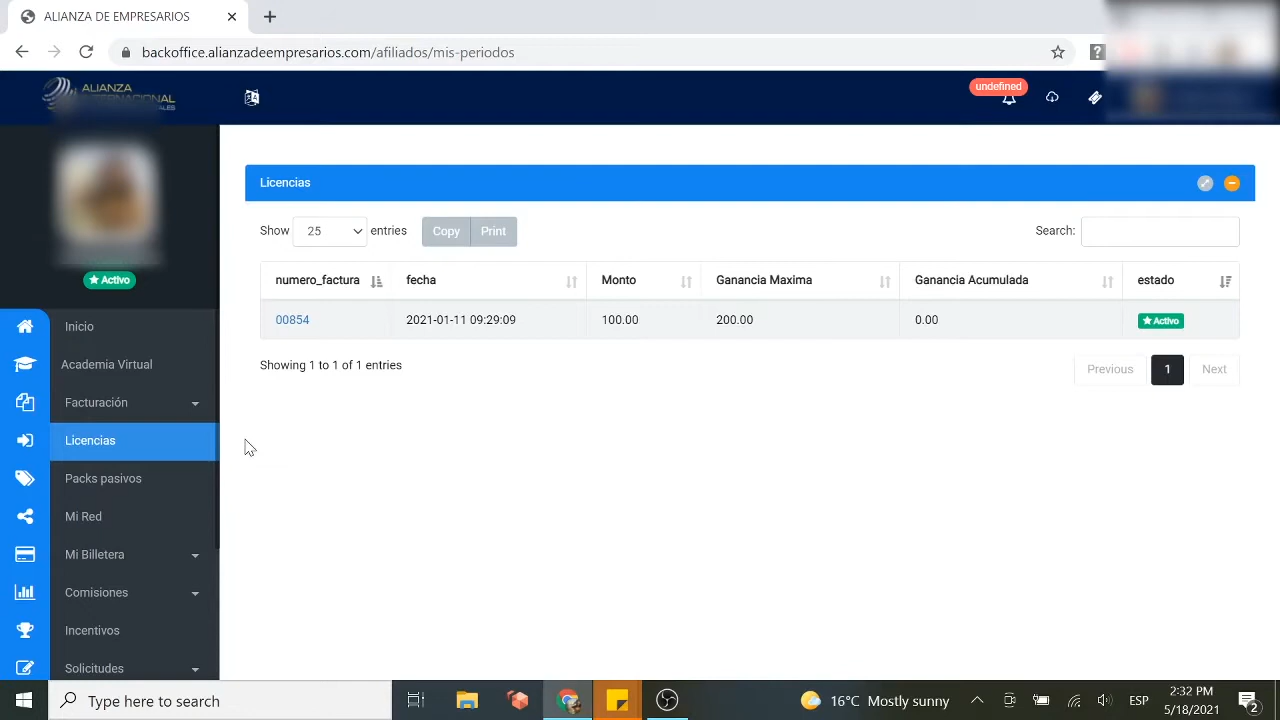 ALIANZA DE EMPRESARIOS
backoffice.alianzadeempresarios.com/afiliados/mis-periodos
ALIANZA
INTERNACIONAL
undefined
Activo
Inicio
Academia Virtual
Facturación
Licencias
Packs pasivos
Mi Red
Mi Billetera
Comisiones
Incentivos
Solicitudes
Licencias
Show 25 entries Copy Print Search:
numero_factura fecha Monto Ganancia Maxima Ganancia Acumulada estado
00854 2021-01-11 09:29:09 100.00 200.00 0.00 Activo
Showing 1 to 1 of 1 entries Previous 1 Next
Type here to search 16°C Mostly sunny ESP 2:32 PM
5/18/2021 2